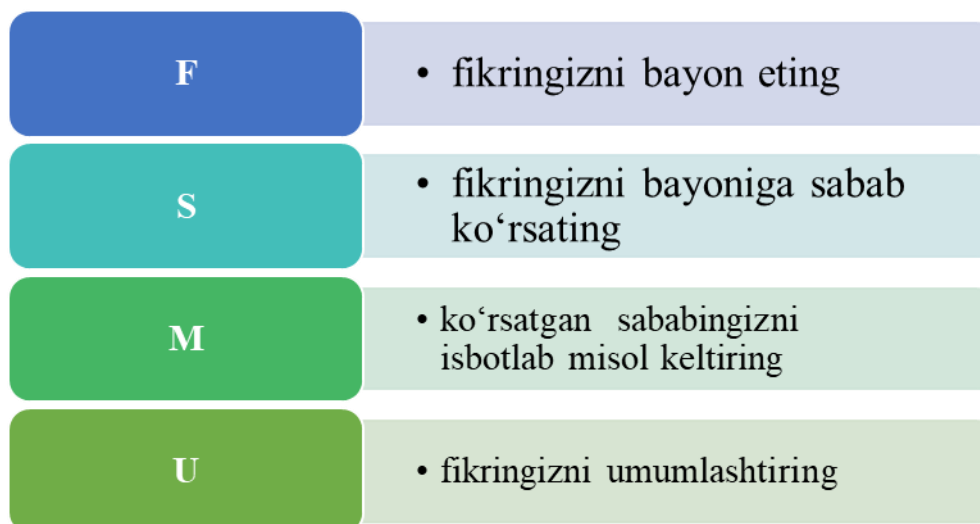 F
• fikringizni bayon eting
S
• fikringizni bayoniga sabab
ko‘rsating
M
• ko‘rsatgan sababingizni
isbotlab misol keltiring
U
• fikringizni umumlashtiring